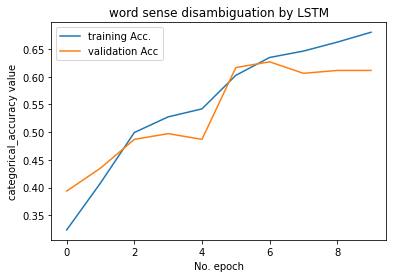 word sense disambiguation by LSTM
training Acc.
validation Acc
categorical_accuracy value
0.65
0.60
0.55
0.50
0.45
0.40
0.35
0 2 4 6 8
No. epoch